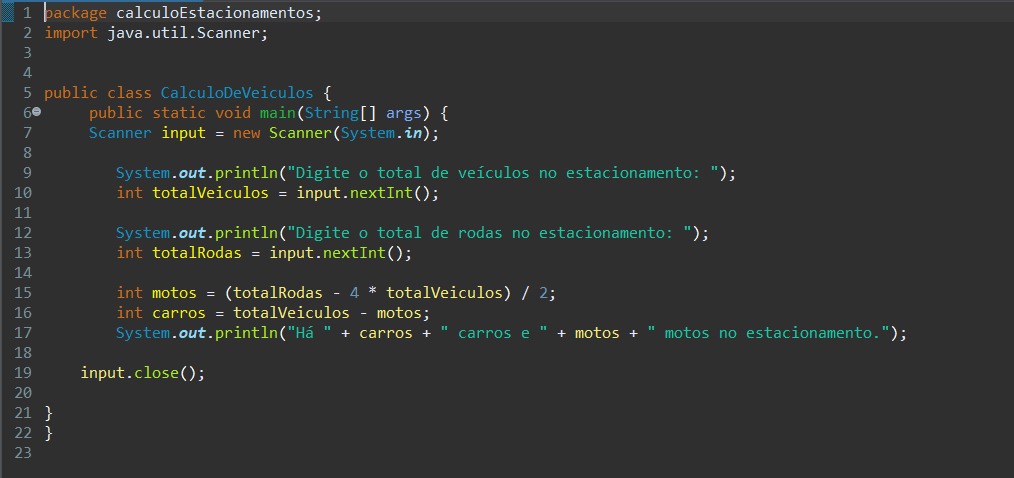 1 package calculoEstacionamentos;
2 import java.util.Scanner;
3
4
5 public class CalculoDeVeiculos {
6 public static void main(String[] args) {
7 Scanner input = new Scanner(System.in);
8
9 System.out.println("Digite o total de veículos no estacionamento: ");
10 int totalVeiculos = input.nextInt();
11
12 System.out.println("Digite o total de rodas no estacionamento: ");
13 int totalRodas = input.nextInt();
14
15 int motos = (totalRodas - 4 * totalVeiculos) / 2;
16 int carros = totalVeiculos - motos;
17 System.out.println("Há " + carros + " carros e " + motos + " motos no estacionamento.");
18
19 input.close();
20
21 }
22 }
23